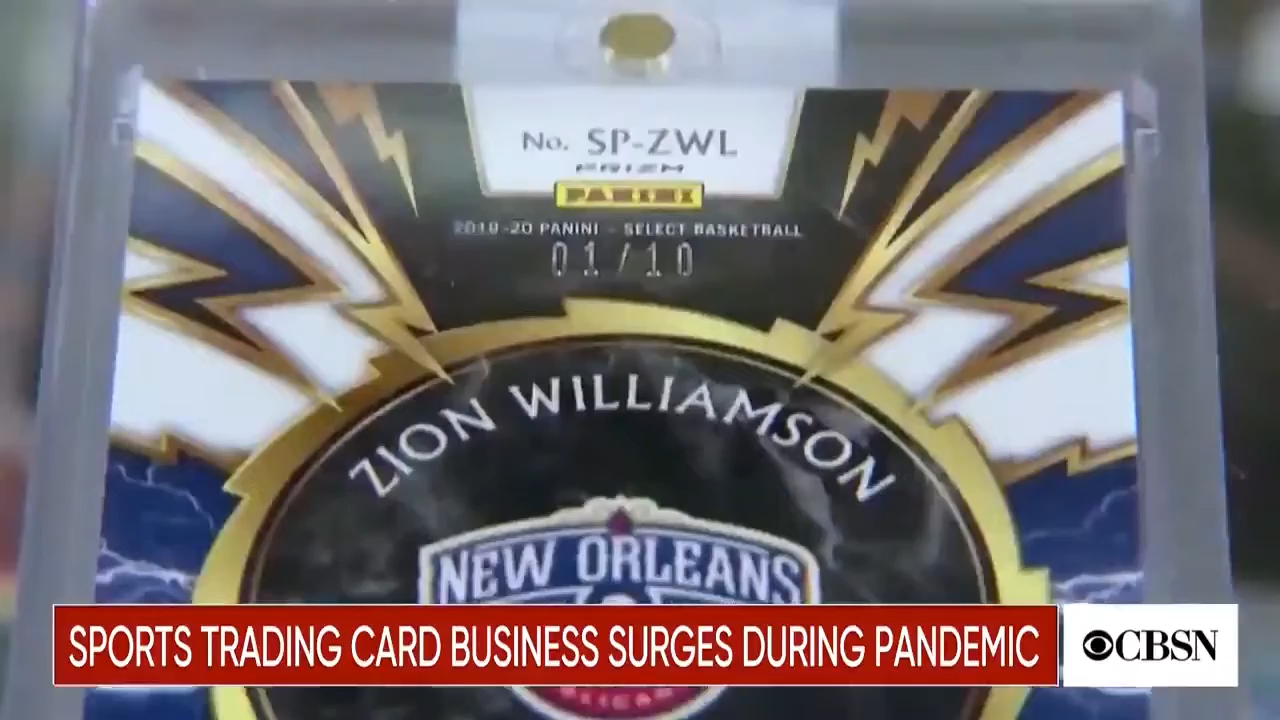 No. SP-ZWL
PRIZM
PANINI
2019-20 PANINI - SELECT BASKETBALL
01/10
ZION WILLIAMSON
NEW ORLEANS
SPORTS TRADING CARD BUSINESS SURGES DURING PANDEMIC
CBSN